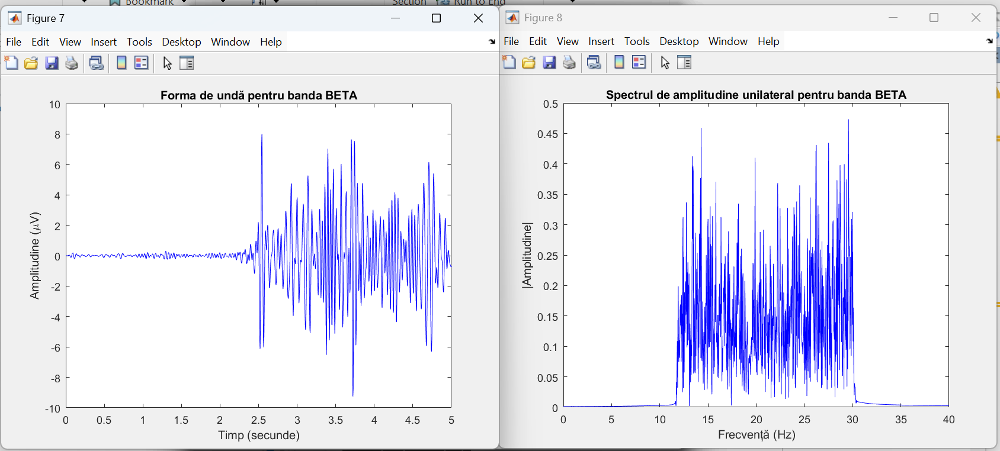 Bookmark
Section
Run to End
Figure 7
File Edit View Insert Tools Desktop Window Help
Forma de undă pentru banda BETA
10
8
6
4
2
0
-2
-4
-6
-8
-10
Amplitudine (μV)
0 0.5 1 1.5 2 2.5 3 3.5 4 4.5 5
Timp (secunde)
Figure 8
File Edit View Insert Tools Desktop Window Help
Spectrul de amplitudine unilateral pentru banda BETA
0.5
0.45
0.4
0.35
0.3
0.25
0.2
0.15
0.1
0.05
0
|Amplitudine|
0 5 10 15 20 25 30 35 40
Frecvență (Hz)